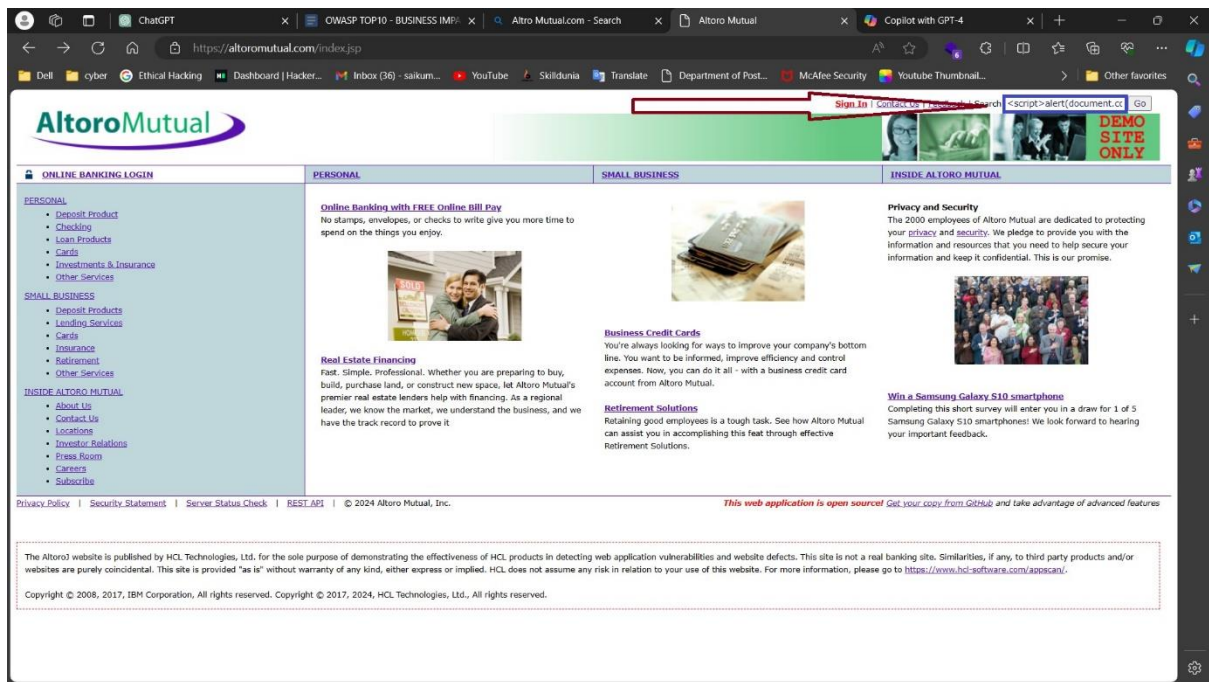 ChatGPT
OWASP TOP10 - BUSINESS IMPA
Altro Mutual.com - Search
Altoro Mutual
Copilot with GPT-4
https://altoromutual.com/index.jsp
Dell
cyber
Ethical Hacking
Dashboard | Hacker...
Inbox (36) - saikum...
YouTube
Skilldunia
Translate
Department of Post...
McAfee Security
Youtube Thumbnail...
Other favorites
Sign In | Contact Us | Feedback | Search <script>alert(document.cc Go
AltoroMutual
DEMO
SITE
ONLY
ONLINE BANKING LOGIN
PERSONAL
SMALL BUSINESS
INSIDE ALTORO MUTUAL
PERSONAL
• Deposit Product
• Checking
• Loan Products
• Cards
• Investments & Insurance
• Other Services
SMALL BUSINESS
• Deposit Products
• Lending Services
• Cards
• Insurance
• Retirement
• Other Services
INSIDE ALTORO MUTUAL
• About Us
• Contact Us
• Locations
• Investor Relations
• Press Room
• Careers
• Subscribe
Online Banking with FREE Online Bill Pay
No stamps, envelopes, or checks to write give you more time to
spend on the things you enjoy.
SOLD
Real Estate Financing
Fast. Simple. Professional. Whether you are preparing to buy,
build, purchase land, or construct new space, let Altoro Mutual's
premier real estate lenders help with financing. As a regional
leader, we know the market, we understand the business, and we
have the track record to prove it
Business Credit Cards
You're always looking for ways to improve your company's bottom
line. You want to be informed, improve efficiency and control
expenses. Now, you can do it all - with a business credit card
account from Altoro Mutual.
Retirement Solutions
Retaining good employees is a tough task. See how Altoro Mutual
can assist you in accomplishing this feat through effective
Retirement Solutions.
Privacy and Security
The 2000 employees of Altoro Mutual are dedicated to protecting
your privacy and security. We pledge to provide you with the
information and resources that you need to help secure your
information and keep it confidential. This is our promise.
Win a Samsung Galaxy S10 smartphone
Completing this short survey will enter you in a draw for 1 of 5
Samsung Galaxy S10 smartphones! We look forward to hearing
your important feedback.
Privacy Policy | Security Statement | Server Status Check | REST API | © 2024 Altoro Mutual, Inc.
This web application is open source! Get your copy from GitHub and take advantage of advanced features
The AltoroJ website is published by HCL Technologies, Ltd. for the sole purpose of demonstrating the effectiveness of HCL products in detecting web application vulnerabilities and website defects. This site is not a real banking site. Similarities, if any, to third party products and/or
websites are purely coincidental. This site is provided "as is" without warranty of any kind, either express or implied. HCL does not assume any risk in relation to your use of this website. For more information, please go to https://www.hcl-software.com/appscan/.
Copyright © 2008, 2017, IBM Corporation, All rights reserved. Copyright © 2017, 2024, HCL Technologies, Ltd., All rights reserved.